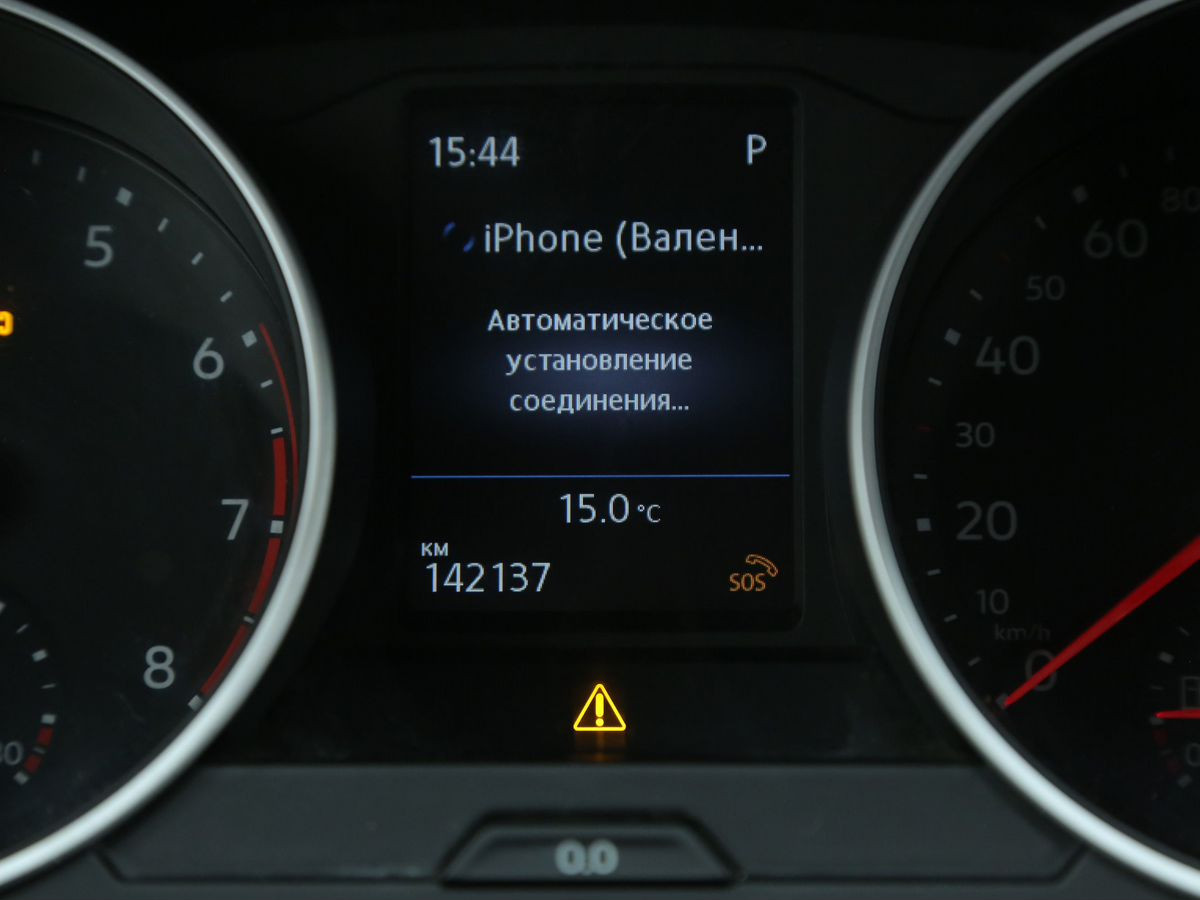 15:44 P
iPhone (Вален...
Автоматическое
установление
соединения...
15.0 °C
км
142137
SOS
5
6
7
8
80
60
50
40
30
20
10
km/h
0
0.0